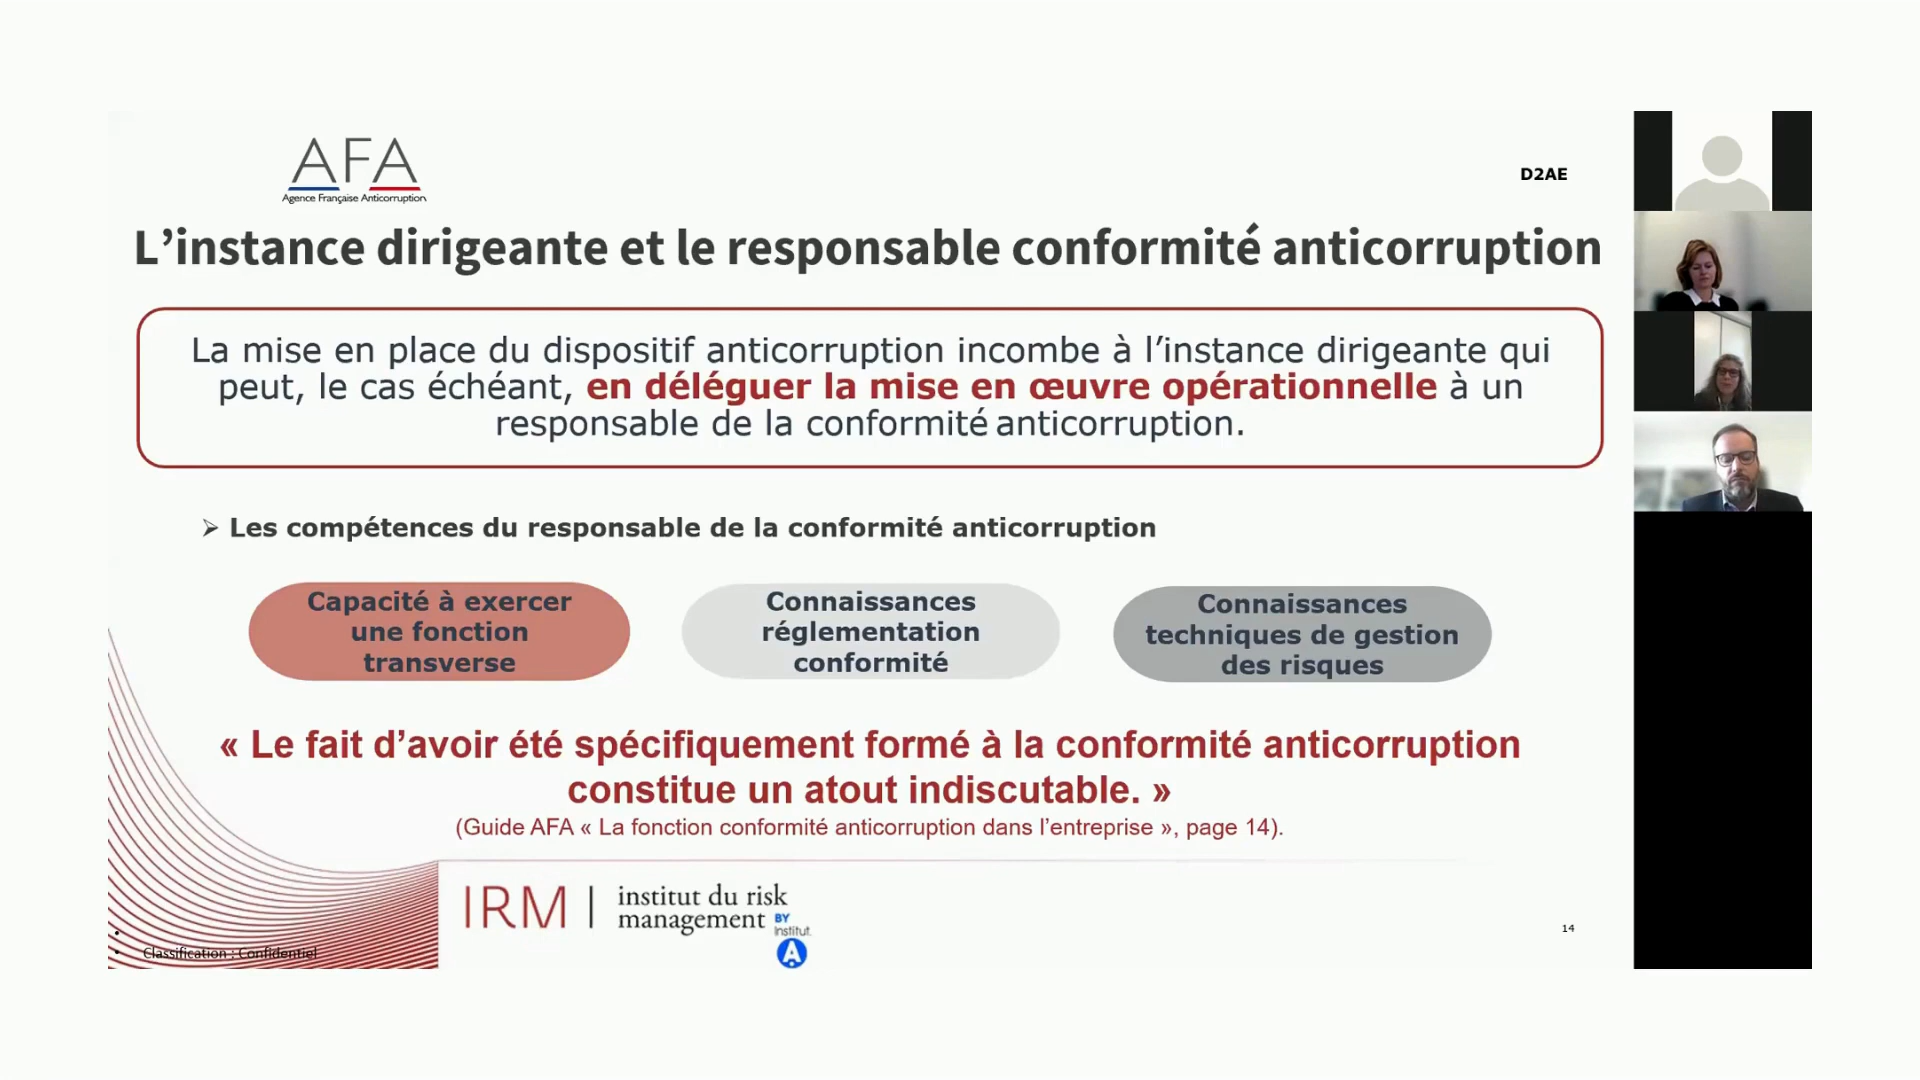 AFA
Agence Française Anticorruption
D2AE
L’instance dirigeante et le responsable conformité anticorruption
La mise en place du dispositif anticorruption incombe à l’instance dirigeante qui
peut, le cas échéant, en déléguer la mise en œuvre opérationnelle à un
responsable de la conformité anticorruption.
➢ Les compétences du responsable de la conformité anticorruption
Capacité à exercer
une fonction
transverse
Connaissances
réglementation
conformité
Connaissances
techniques de gestion
des risques
« Le fait d’avoir été spécifiquement formé à la conformité anticorruption
constitue un atout indiscutable. »
(Guide AFA « La fonction conformité anticorruption dans l’entreprise », page 14).
IRM | institut du risk
management BY
Institut.
A
14
• Classification : Confidentiel